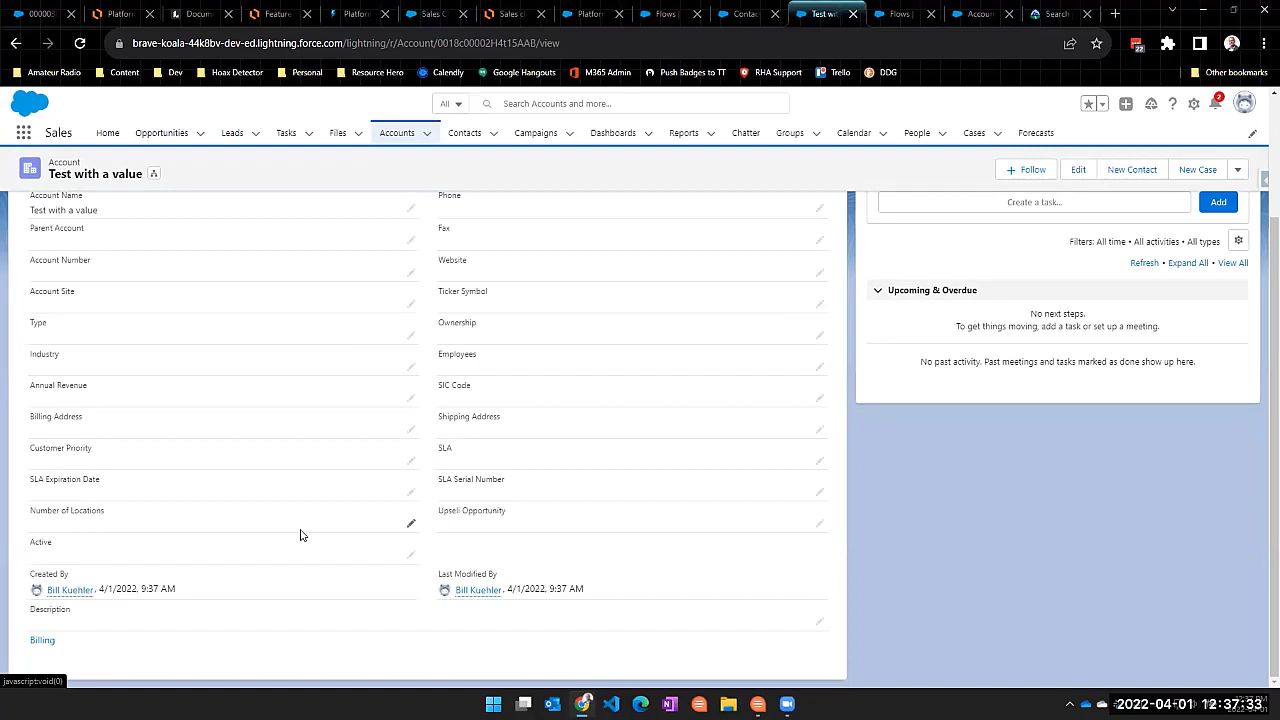 00003:
Platfor
Docum
Feature
Platfor
Sales C
Sales cl
Platfor
Flows |
Contac
Test wit
Flows |
Accoun
Search
brave-koala-44k8bv-dev-ed.lightning.force.com/lightning/r/Account/0018c00002H4t15AAB/view
22
Amateur Radio Content Dev Hoax Detector Personal Resource Hero Calendly Google Hangouts M365 Admin Push Badges to TT RHA Support Trello DDG Other bookmarks
All Search Accounts and more... 2
Sales Home Opportunities Leads Tasks Files Accounts Contacts Campaigns Dashboards Reports Chatter Groups Calendar People Cases Forecasts
Account
Test with a value
Follow Edit New Contact New Case
Account Name
Test with a value
Phone
Parent Account
Fax
Account Number
Website
Account Site
Ticker Symbol
Type
Ownership
Industry
Employees
Annual Revenue
SIC Code
Billing Address
Shipping Address
Customer Priority
SLA
SLA Expiration Date
SLA Serial Number
Number of Locations
Upsell Opportunity
Active
Created By
Bill Kuehler, 4/1/2022, 9:37 AM
Last Modified By
Bill Kuehler, 4/1/2022, 9:37 AM
Description
Billing
Create a task... Add
Filters: All time • All activities • All types
Refresh • Expand All • View All
Upcoming & Overdue
No next steps.
To get things moving, add a task or set up a meeting.
No past activity. Past meetings and tasks marked as done show up here.
javascript:void(0)
2022-04-01 12:37:33